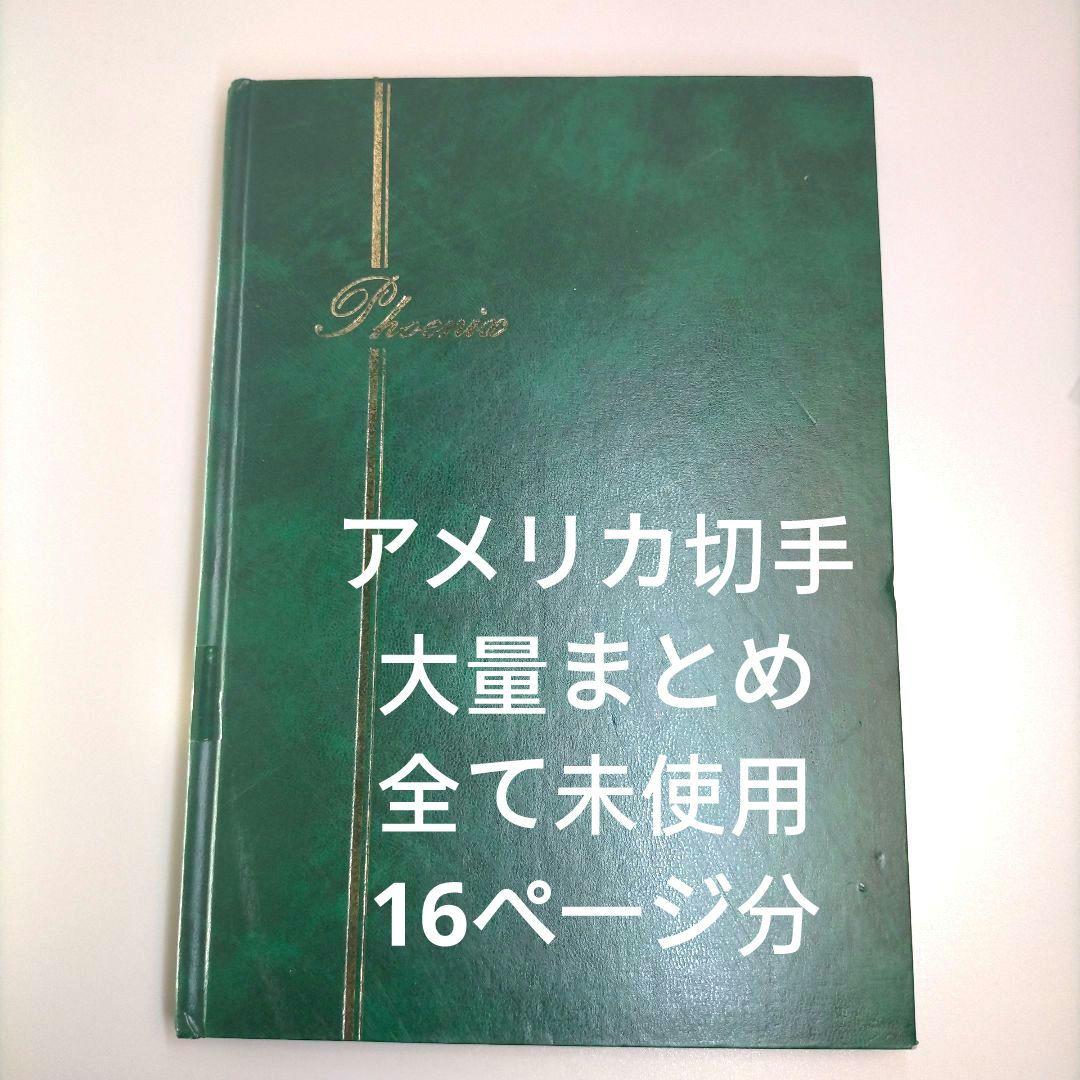 Phoenix
アメリカ切手
大量まとめ
全て未使用
16ページ分